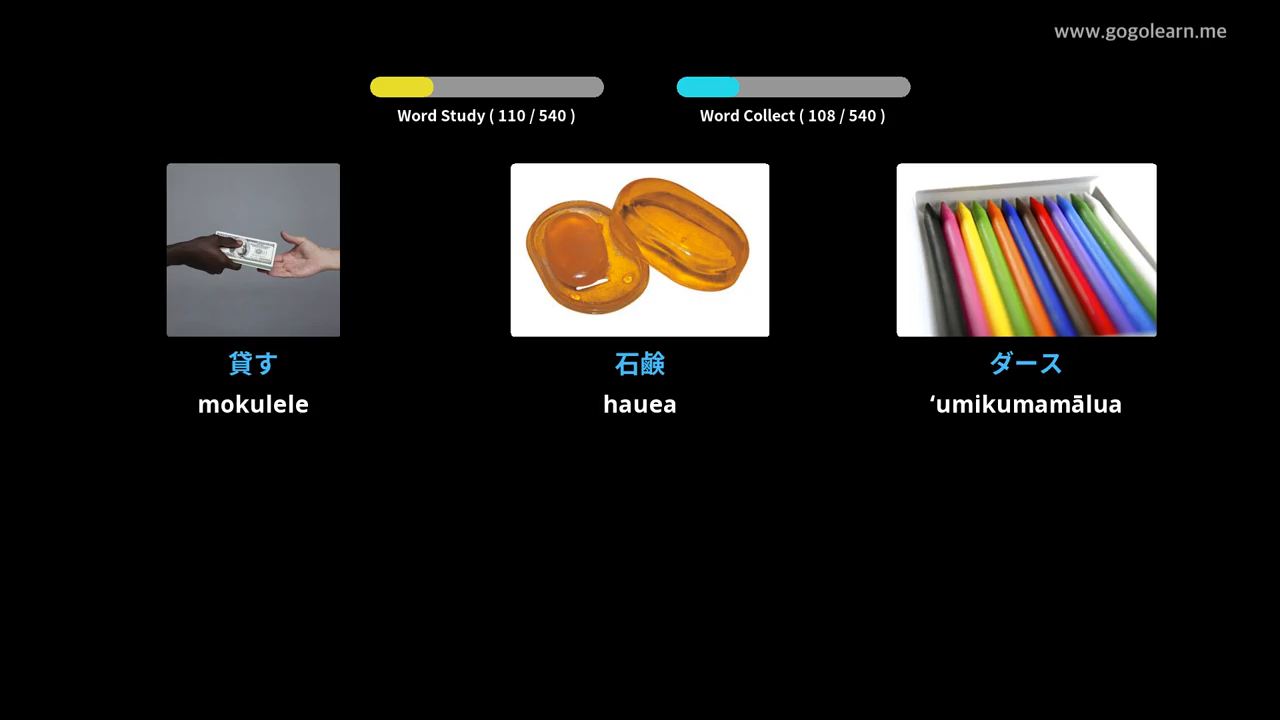 www.gogolearn.me
Word Study ( 110 / 540 )
Word Collect ( 108 / 540 )
貸す
mokulele
石鹸
hauea
ダース
ʻumikumamālua